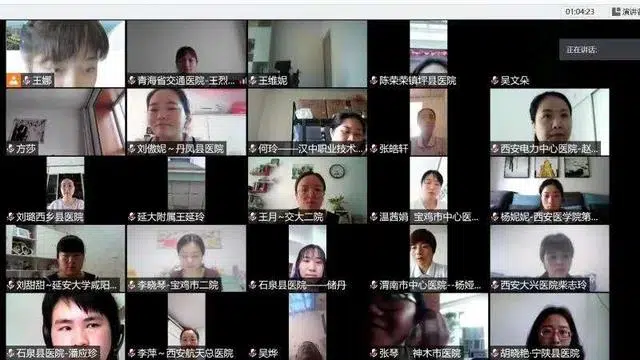 01:04:23
演讲者
正在讲话:
王娜
青海省交通医院-王烈...
王维妮
陈荣荣镇坪县医院
吴文朵
方莎
刘傲妮~丹凤县医院
何玲——汉中职业技术...
张皓轩
西安电力中心医院-赵...
刘璐西乡县医院
延大附属王延玲
王月~交大二院
温茜娟 宝鸡市中心医...
杨妮妮-西安医学院第...
刘甜甜~延安大学咸阳...
李晓琴-宝鸡市二院
石泉县医院——储丹
渭南市中心医院--杨娅...
西安大兴医院柴志玲
石泉县医院-潘应珍
李萍~西安航天总医院
吴烨
张琴 神木市医院
胡晓艳-宁陕县医院...